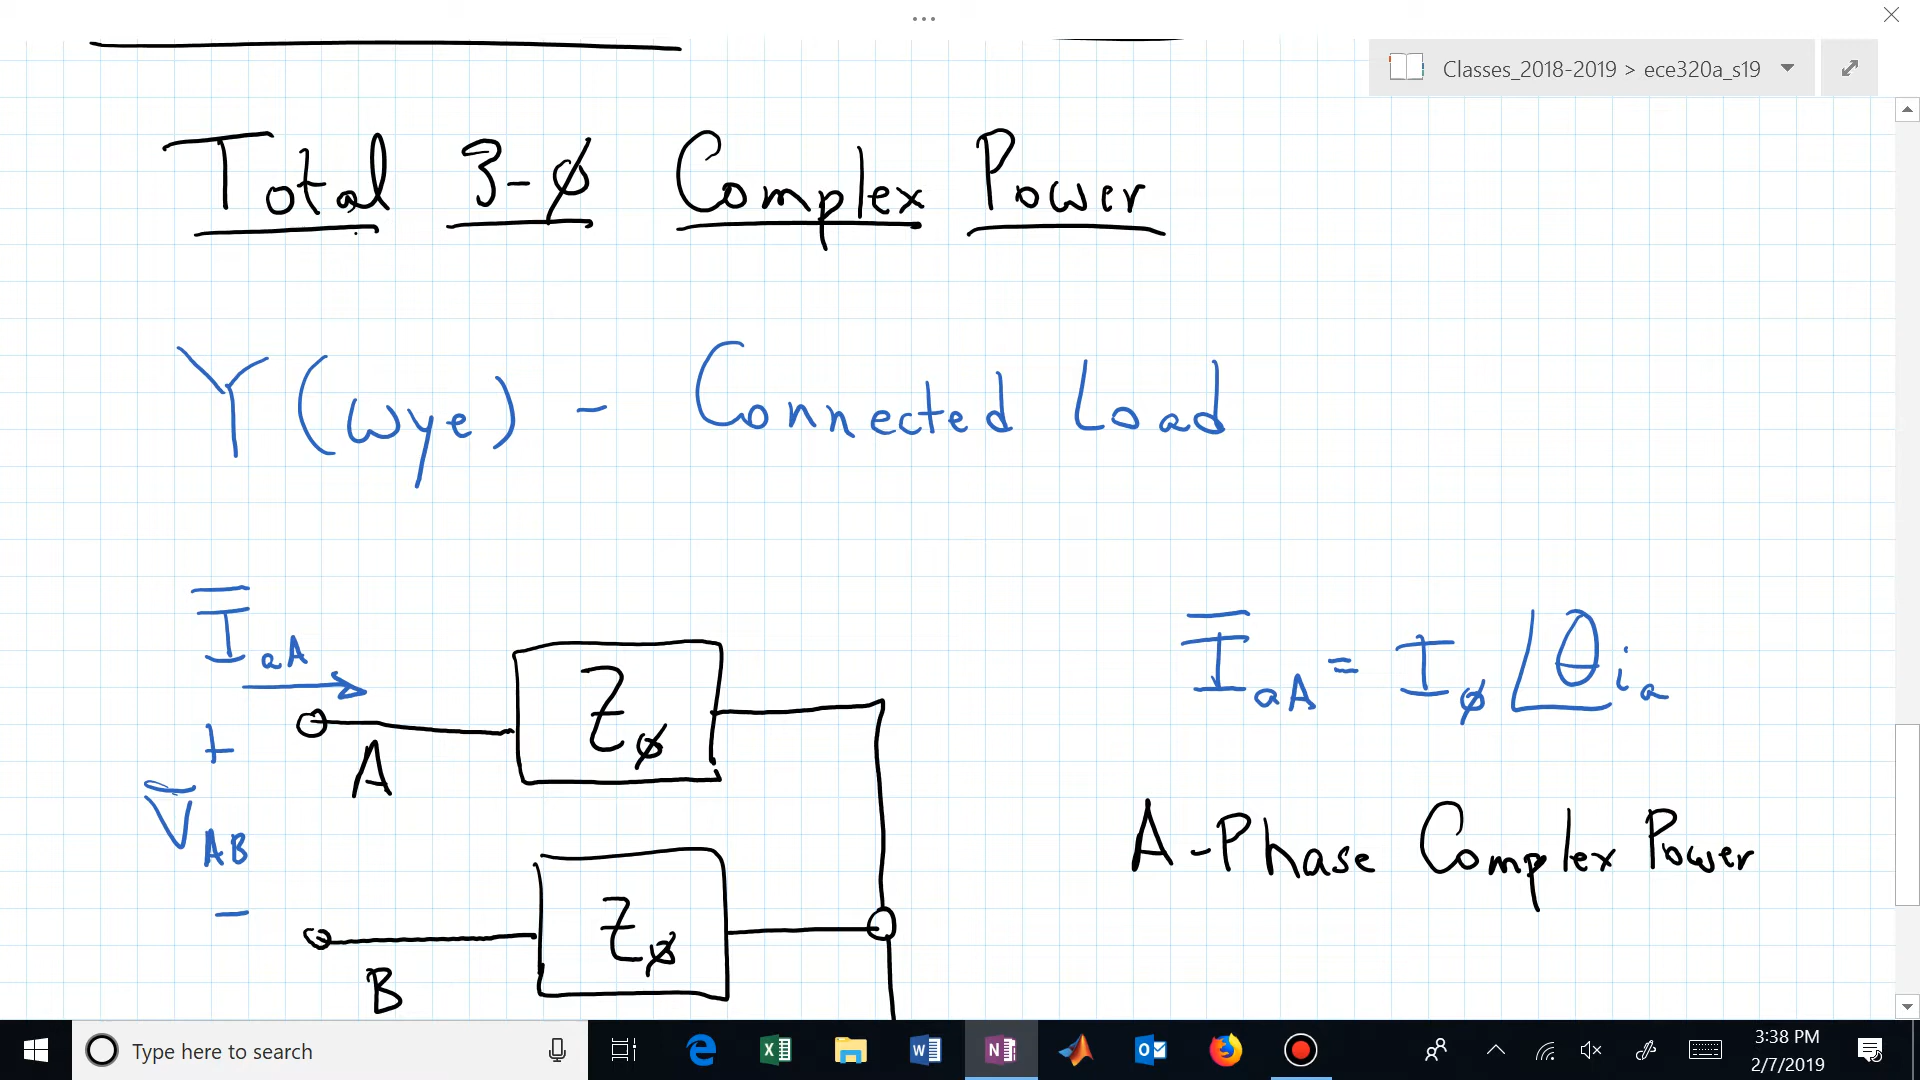 ...
Classes_2018-2019 > ece320a_s19
Total 3-ϕ Complex Power
Y (wye) - Connected Load
I̅aA
+
V̅AB
-
A
Zϕ
B
Zϕ
I̅aA = Iϕ ∠θia
A-Phase Complex Power
Type here to search
3:38 PM
2/7/2019